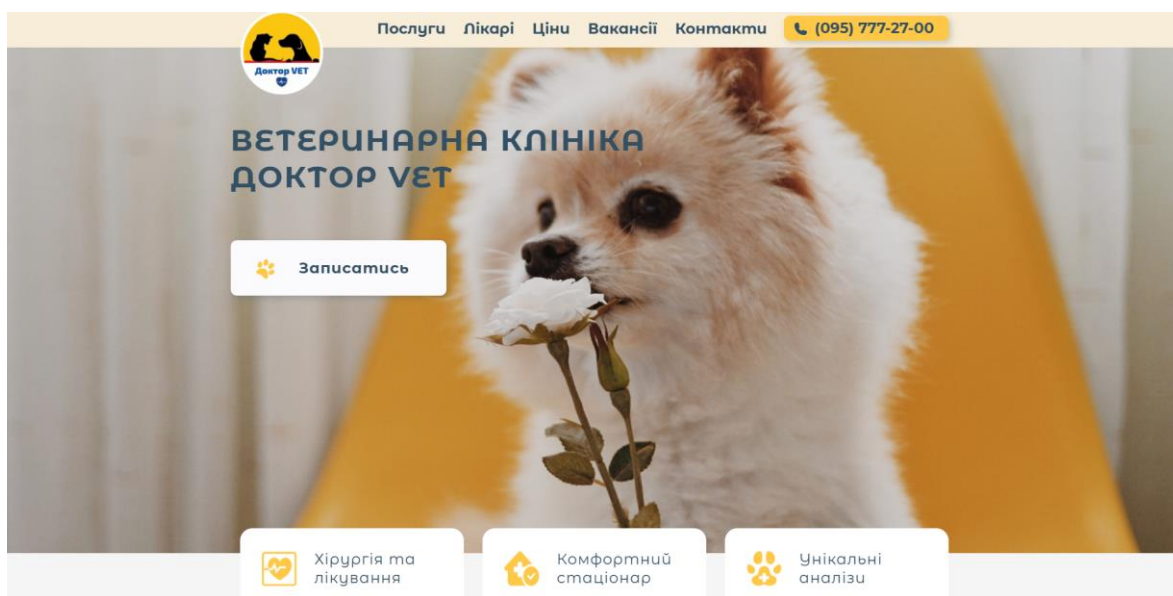 Послуги Лікарі Ціни Вакансії Контакти (095) 777-27-00
Доктор VET
ВЕТЕРИНАРНА КЛІНІКА
ДОКТОР VET
Записатись
Хірургія та
лікування
Комфортний
стаціонар
Унікальні
аналізи